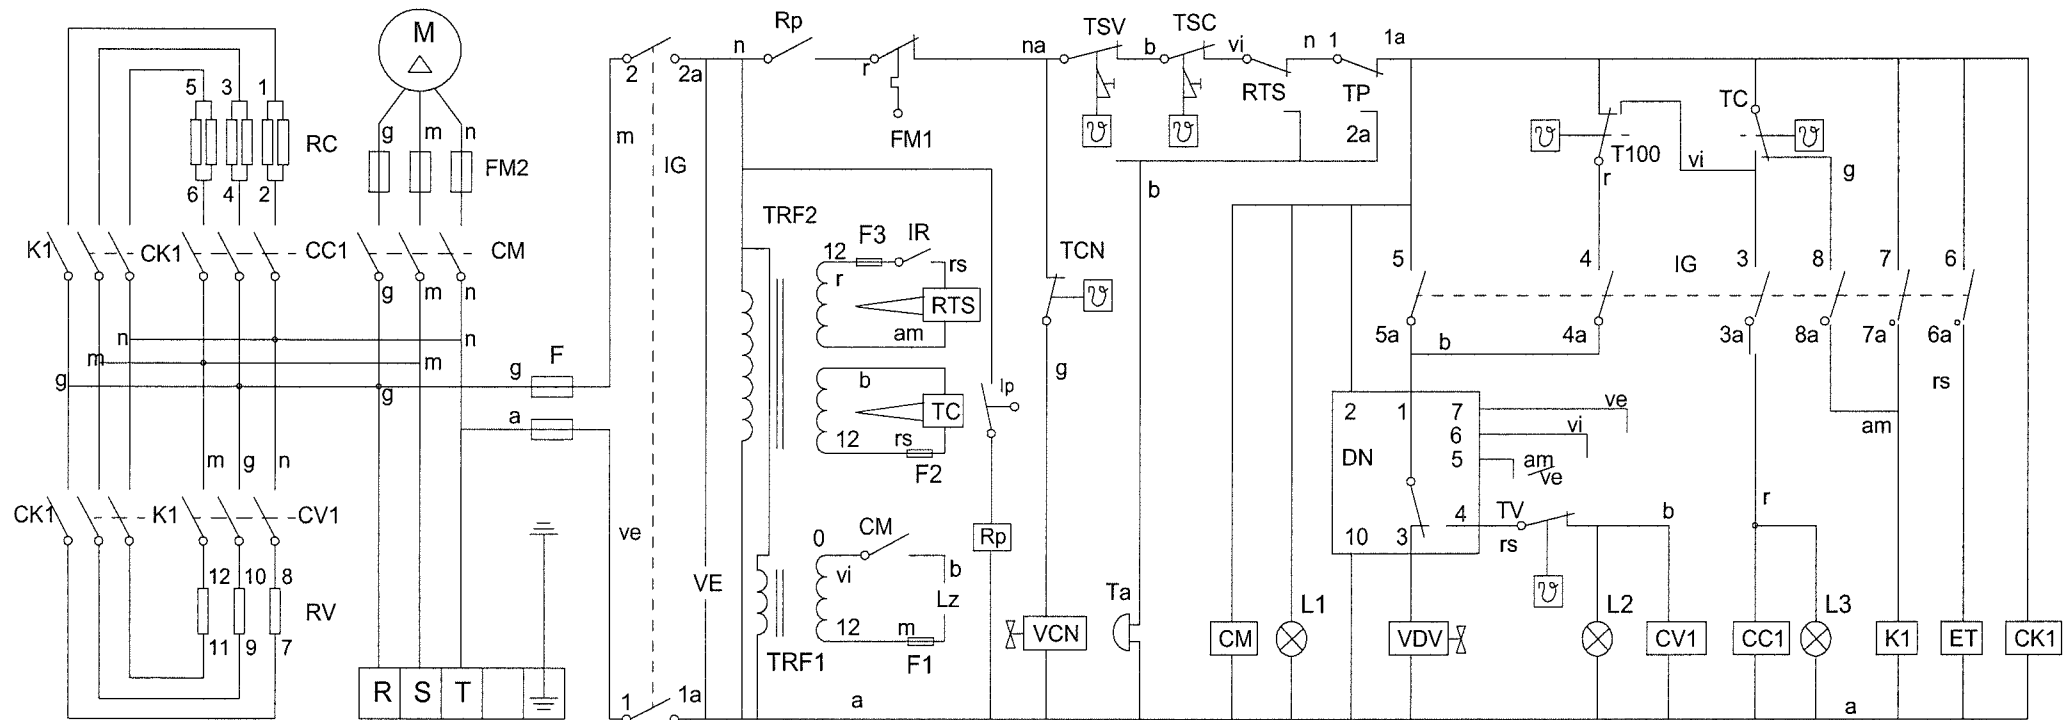 M
Rp
TSV
TSC
n
r
na
b
vi
n
1
1a
2
2a
RTS
TP
2a
TC
5
3
1
RC
6
4
2
g
m
n
FM2
m
IG
FM1
ϑ
ϑ
b
ϑ
T100
r
vi
ϑ
g
TRF2
K1
CK1
CC1
CM
12
F3
IR
r
rs
RTS
am
TCN
ϑ
5
4
IG
3
8
7
6
g
m
n
n
n
m
m
g
g
g
F
a
5a
b
4a
3a
8a
7a
6a
b
TC
12
rs
F2
Ip
g
rs
am
2
1
7
ve
6
vi
DN
5
am
ve
m
g
n
CK1
K1
CV1
ve
0
CM
vi
b
Lz
12
m
F1
Rp
10
3
4
TV
rs
b
r
ϑ
12
10
8
RV
11
9
7
VE
Ta
VCN
CM
L1
VDV
L2
CV1
CC1
L3
K1
ET
CK1
TRF1
R
S
T
1
1a
a
a